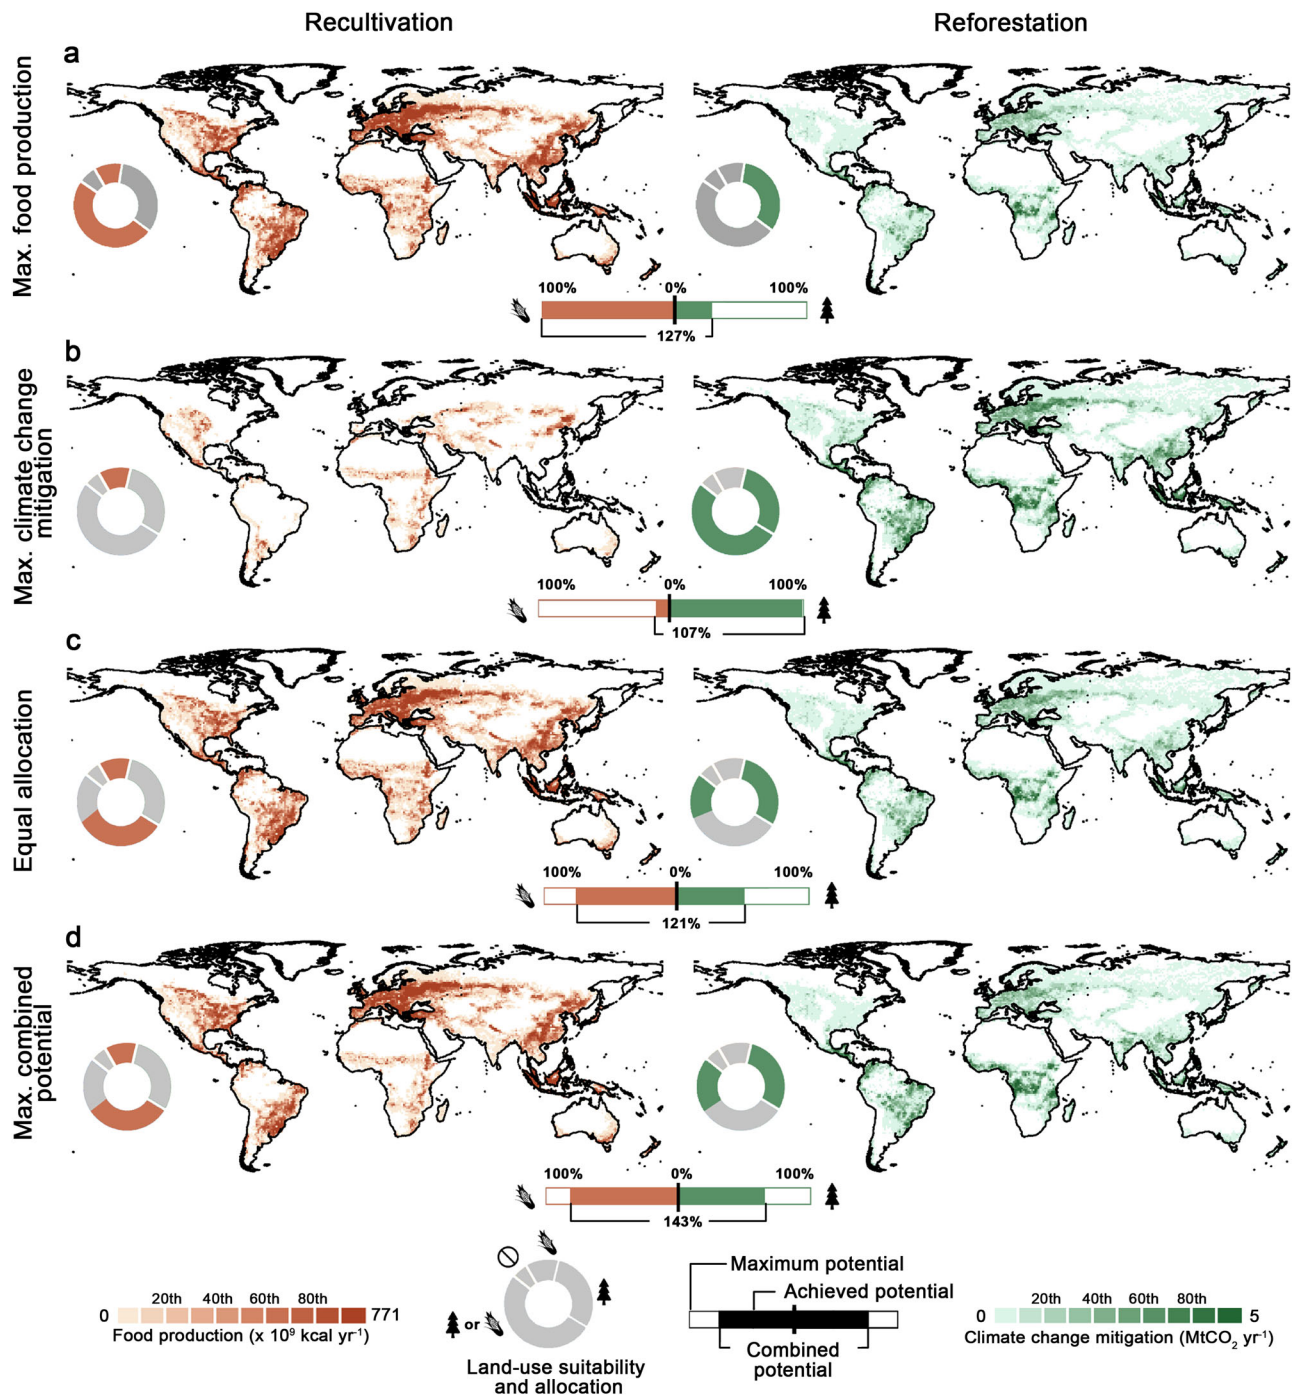 Recultivation
Reforestation
a
Max. food production
100%
0%
100%
127%
b
Max. climate change
mitigation
100%
0%
100%
107%
c
Equal allocation
100%
0%
100%
121%
d
Max. combined
potential
100%
0%
100%
143%
0
20th
40th
60th
80th
771
Food production (x 10⁹ kcal yr⁻¹)
or
Land-use suitability
and allocation
Maximum potential
Achieved potential
Combined
potential
0
20th
40th
60th
80th
5
Climate change mitigation (MtCO₂ yr⁻¹)